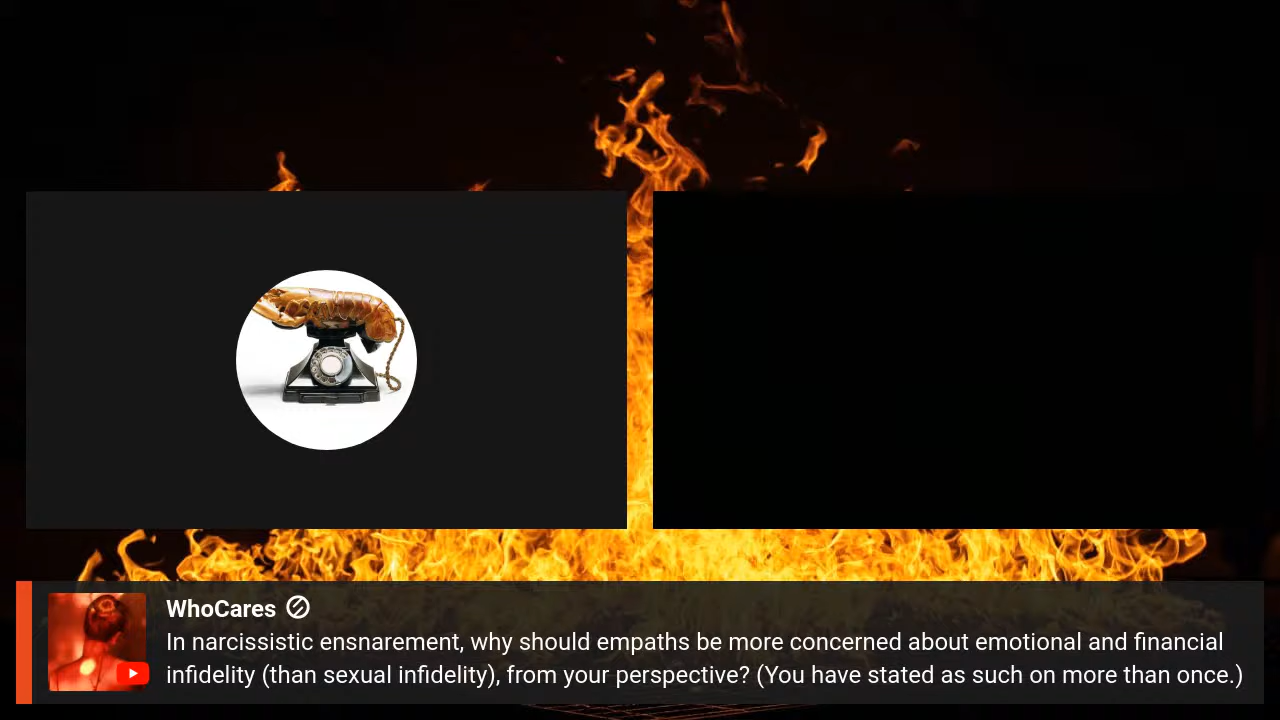 WhoCares
In narcissistic ensnarement, why should empaths be more concerned about emotional and financial
infidelity (than sexual infidelity), from your perspective? (You have stated as such on more than once.)